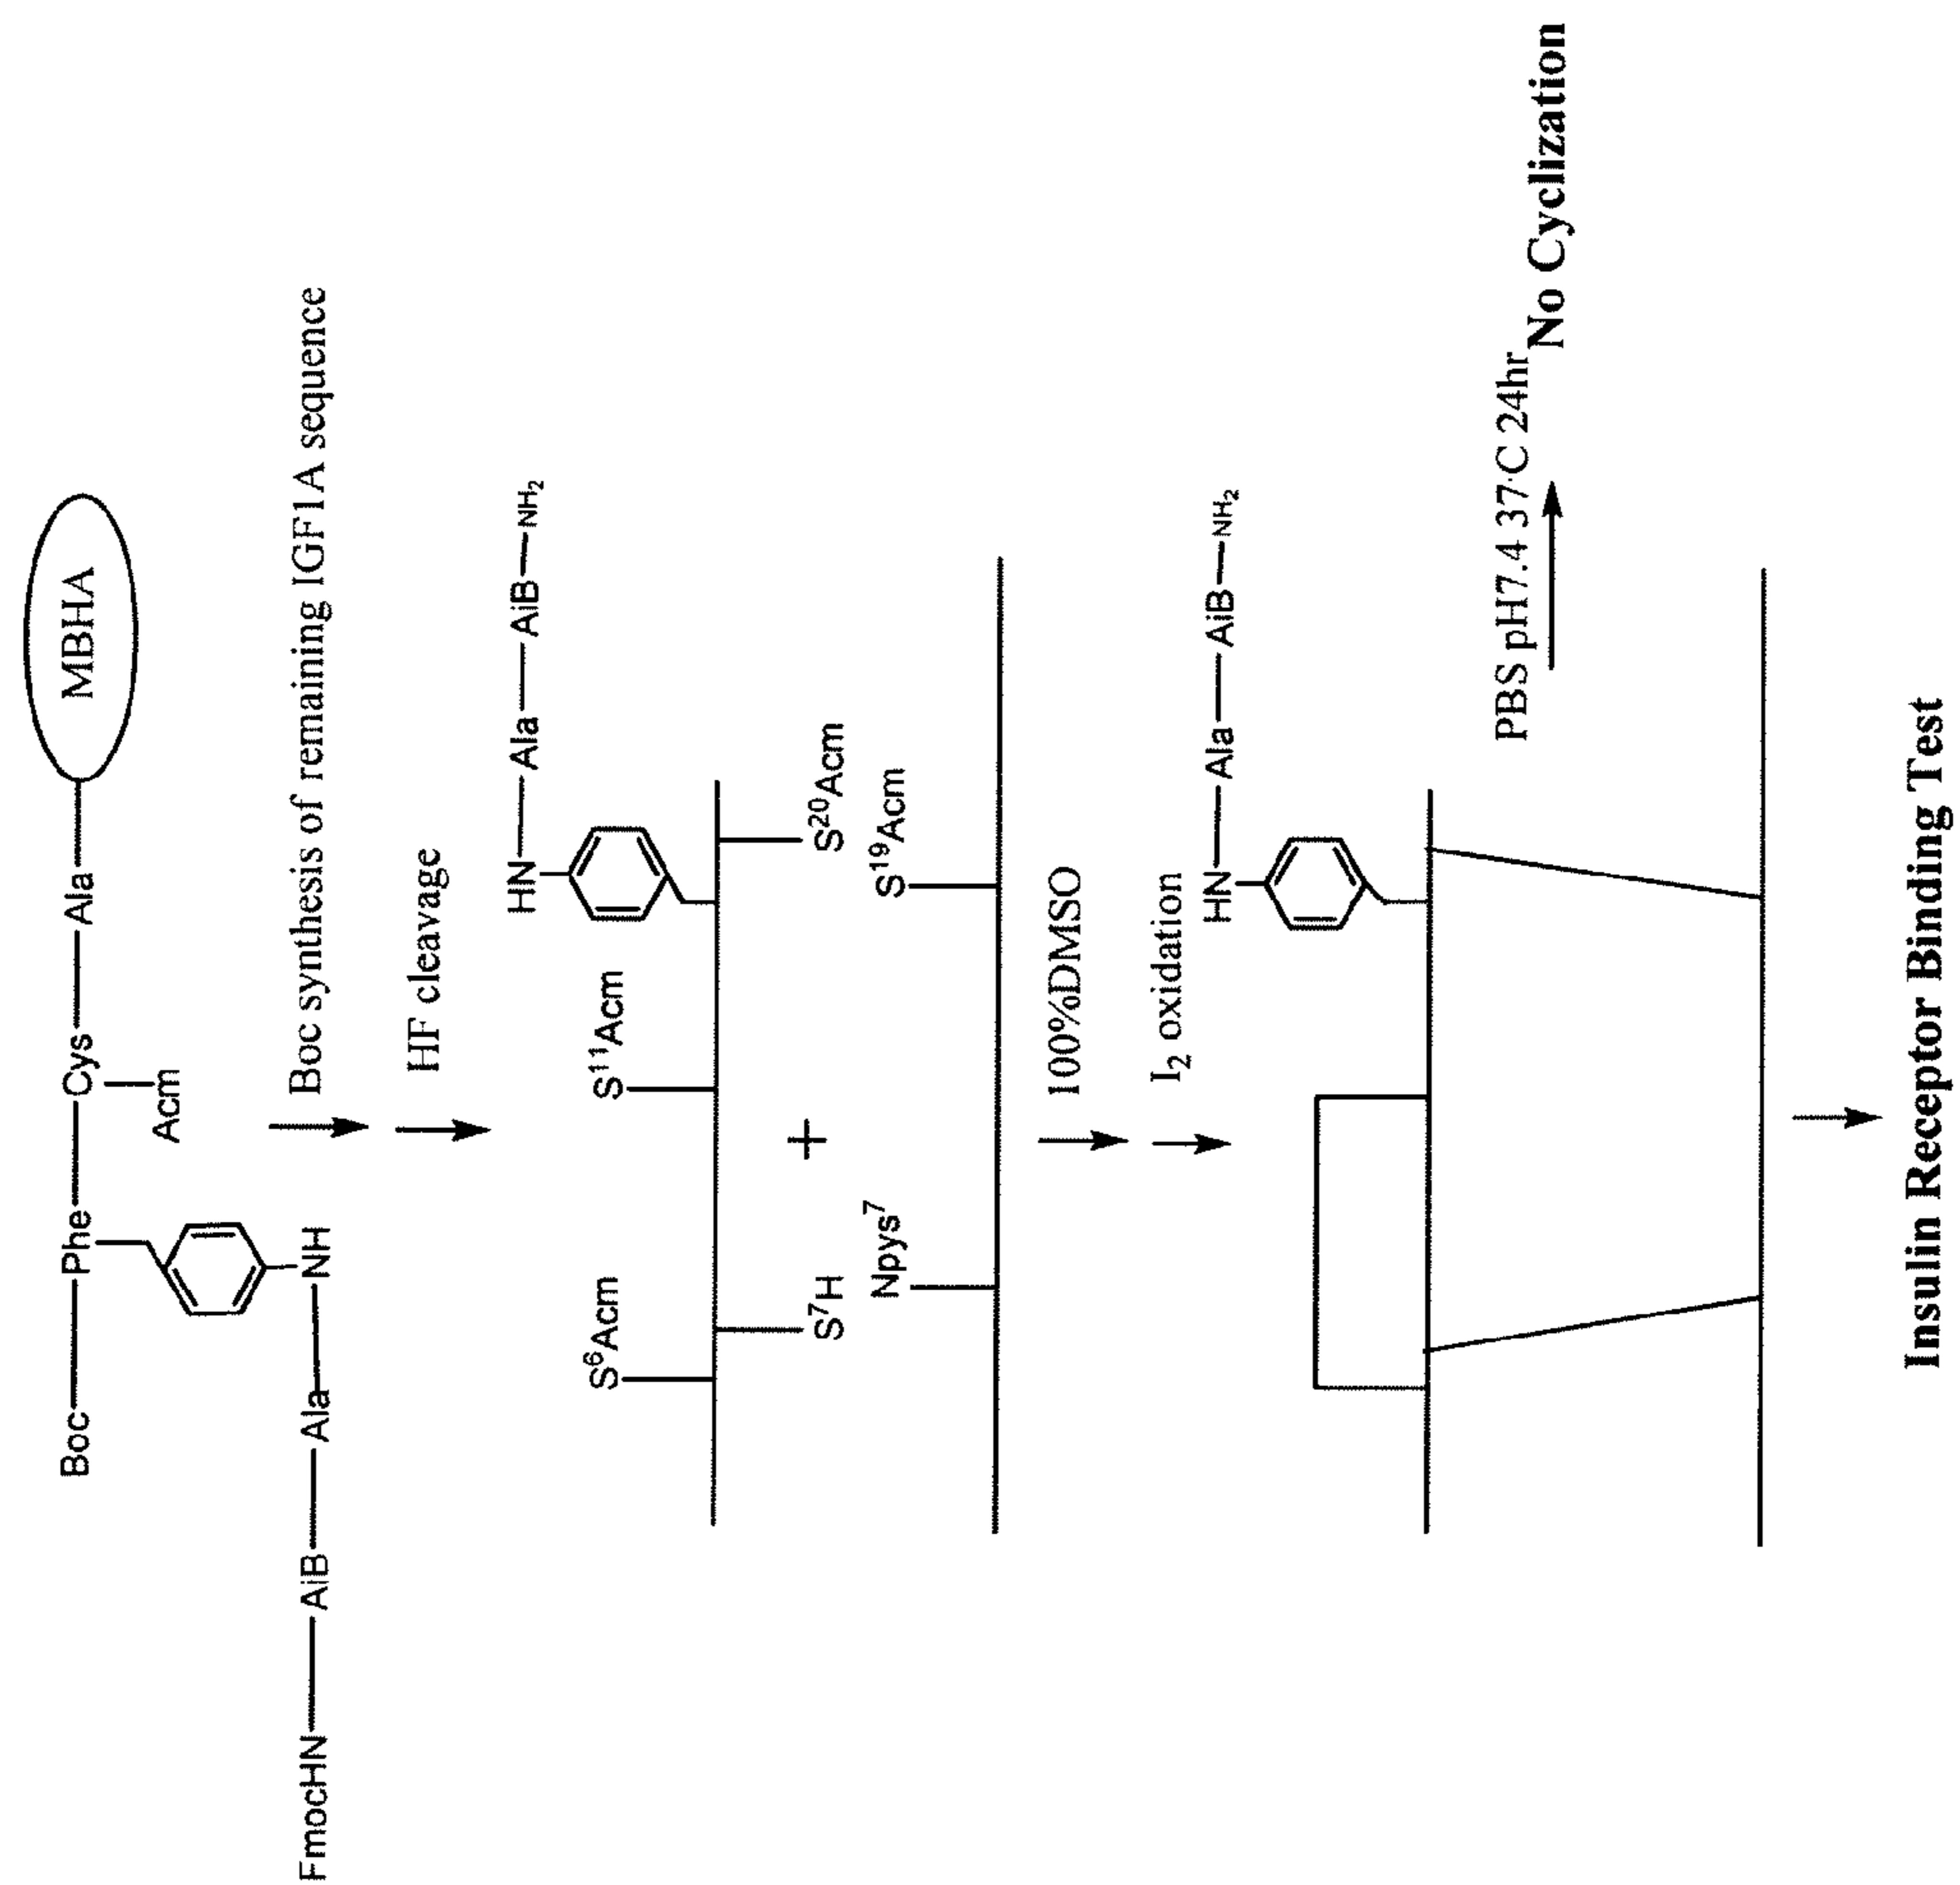 Boc—Phe—Cys—Ala—MBHA
Acm
FmocHN—AiB—Ala—NH
Boc synthesis of remaining IGF1A sequence
HF cleavage
HN—Ala—AiB—NH₂
S⁶Acm
S¹¹Acm
S⁷H
S²⁰Acm
+
Npys⁷
S¹⁹Acm
100%DMSO
I₂ oxidation
HN—Ala—AiB—NH₂
PBS pH7.4 37·C 24hr
No Cyclization
Insulin Receptor Binding Test